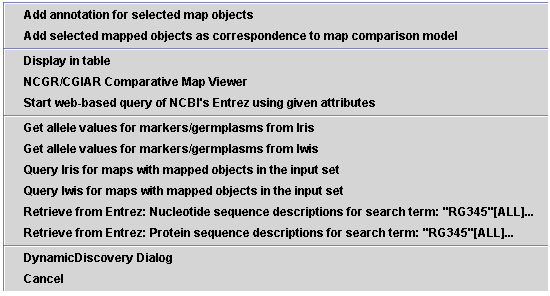 Add annotation for selected map objects
Add selected mapped objects as correspondence to map comparison model
Display in table
NCGR/CGIAR Comparative Map Viewer
Start web-based query of NCBI's Entrez using given attributes
Get allele values for markers/germplasms from Iris
Get allele values for markers/germplasms from Iwis
Query Iris for maps with mapped objects in the input set
Query Iwis for maps with mapped objects in the input set
Retrieve from Entrez: Nucleotide sequence descriptions for search term: "RG345"[ALL]...
Retrieve from Entrez: Protein sequence descriptions for search term: "RG345"[ALL]...
DynamicDiscovery Dialog
Cancel